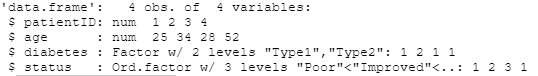 'data.frame':   4 obs. of  4 variables:
 $ patientID: num  1 2 3 4
 $ age      : num  25 34 28 52
 $ diabetes : Factor w/ 2 levels "Type1","Type2": 1 2 1 1
 $ status   : Ord.factor w/ 3 levels "Poor"<"Improved"<..: 1 2 3 1